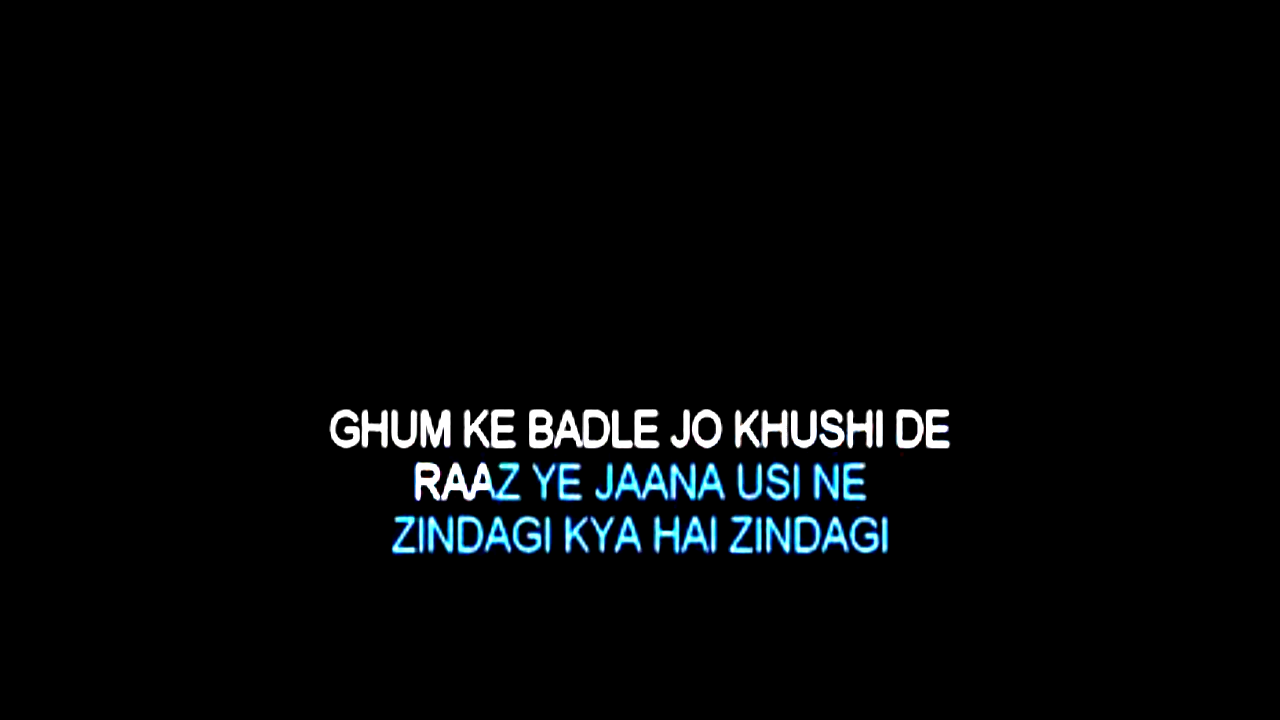 GHUM KE BADLE JO KHUSHI DE
RAAZ YE JAANA USI NE
ZINDAGI KYA HAI ZINDAGI